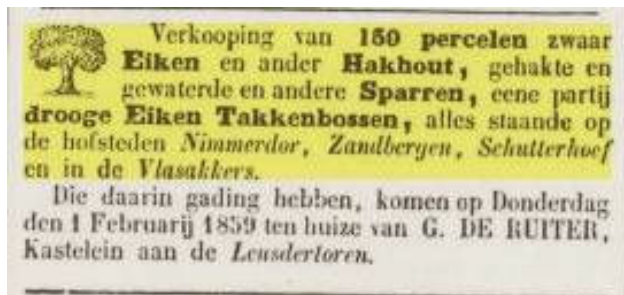 Verkooping van 150 percelen zwaar
Eiken en ander Hakhout, gehakte en
gewaterde en andere Sparren, eene partij
drooge Eiken Takkenbossen, alles staande op
de hofsteden Nimmerdor, Zandbergen, Schutterhoef
en in de Vlasakkers.
Die daarin gading hebben, komen op Donderdag
den 1 Februarij 1859 ten huize van G. DE RUITER,
Kastelein aan de Leusdertoren.